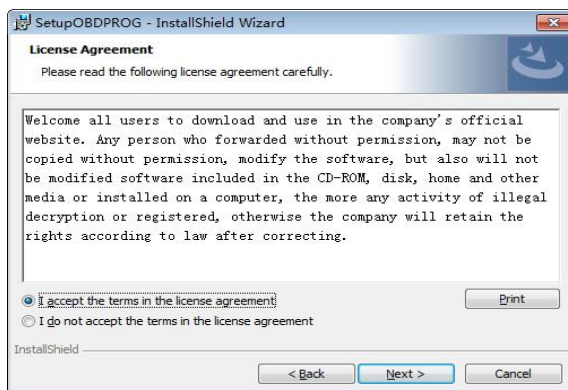 SetupOBDPROG - InstallShield Wizard
License Agreement
Please read the following license agreement carefully.
Welcome all users to download and use in the company's official
website. Any person who forwarded without permission, may not be
copied without permission, modify the software, but also will not
be modified software included in the CD-ROM, disk, home and other
media or installed on a computer, the more any activity of illegal
decryption or registered, otherwise the company will retain the
rights according to law after correcting.
I accept the terms in the license agreement
Print
I do not accept the terms in the license agreement
InstallShield
< Back
Next >
Cancel